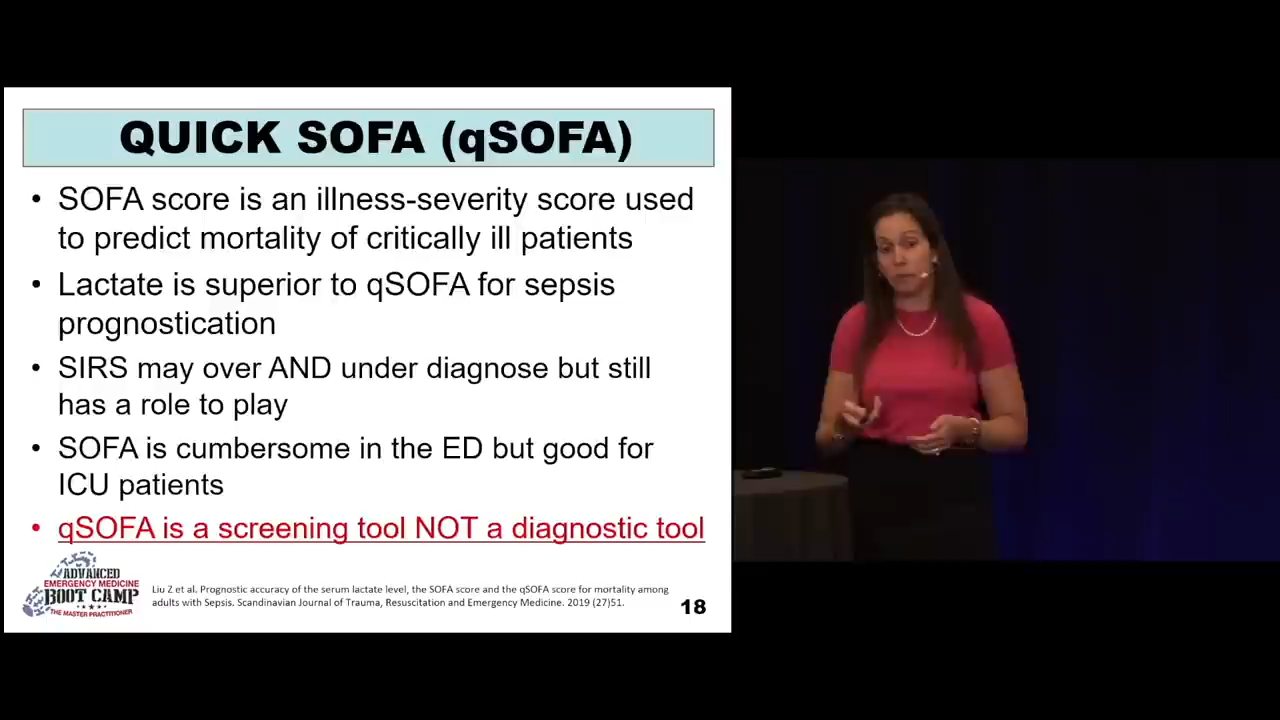 QUICK SOFA (qSOFA)
• SOFA score is an illness-severity score used
to predict mortality of critically ill patients
• Lactate is superior to qSOFA for sepsis
prognostication
• SIRS may over AND under diagnose but still
has a role to play
• SOFA is cumbersome in the ED but good for
ICU patients
• qSOFA is a screening tool NOT a diagnostic tool
ADVANCED
EMERGENCY MEDICINE
BOOT CAMP
THE MASTER PRACTITIONER
Liu Z et al. Prognostic accuracy of the serum lactate level, the SOFA score and the qSOFA score for mortality among
adults with Sepsis. Scandinavian Journal of Trauma, Resuscitation and Emergency Medicine. 2019 (27)51.
18